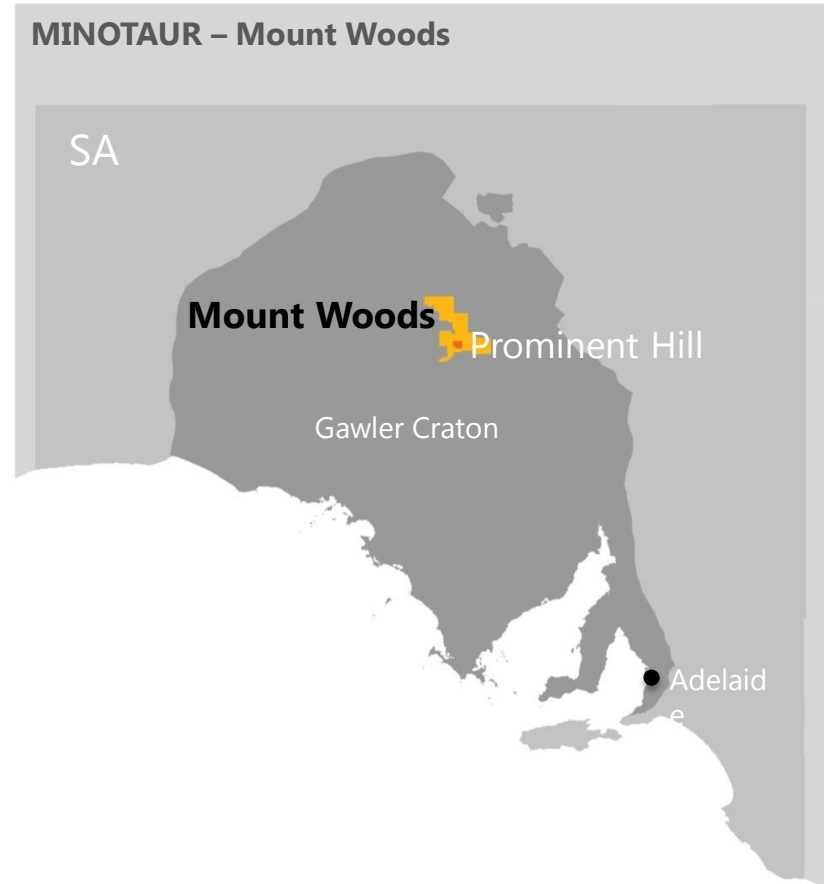 MINOTAUR – Mount Woods
SA
Mount Woods
Prominent Hill
Gawler Craton
Adelaid
e